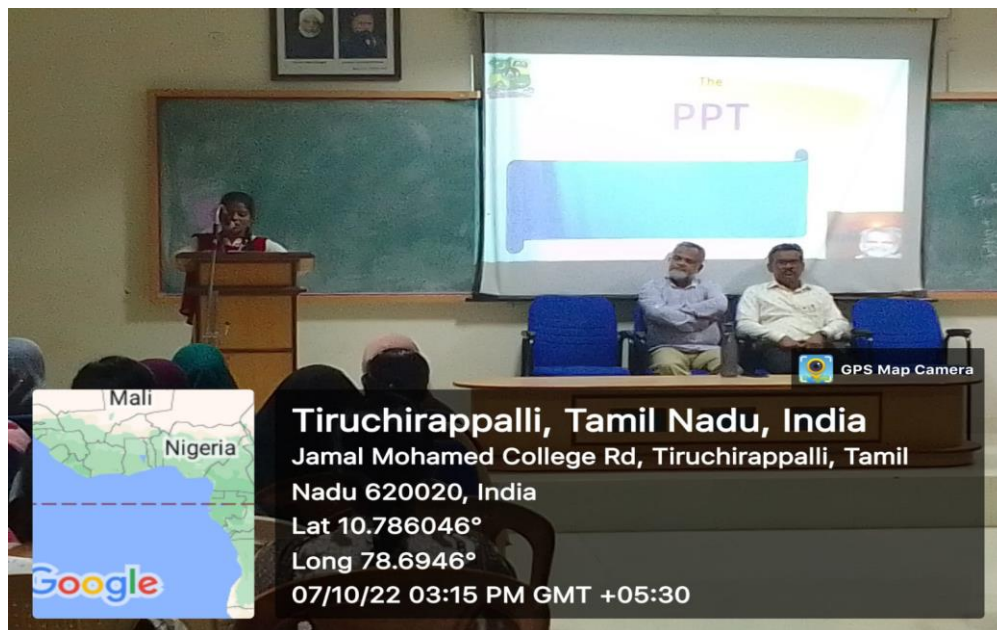 The
PPT
GPS Map Camera
Mali
Nigeria
Google
Tiruchirappalli, Tamil Nadu, India
Jamal Mohamed College Rd, Tiruchirappalli, Tamil
Nadu 620020, India
Lat 10.786046°
Long 78.6946°
07/10/22 03:15 PM GMT +05:30